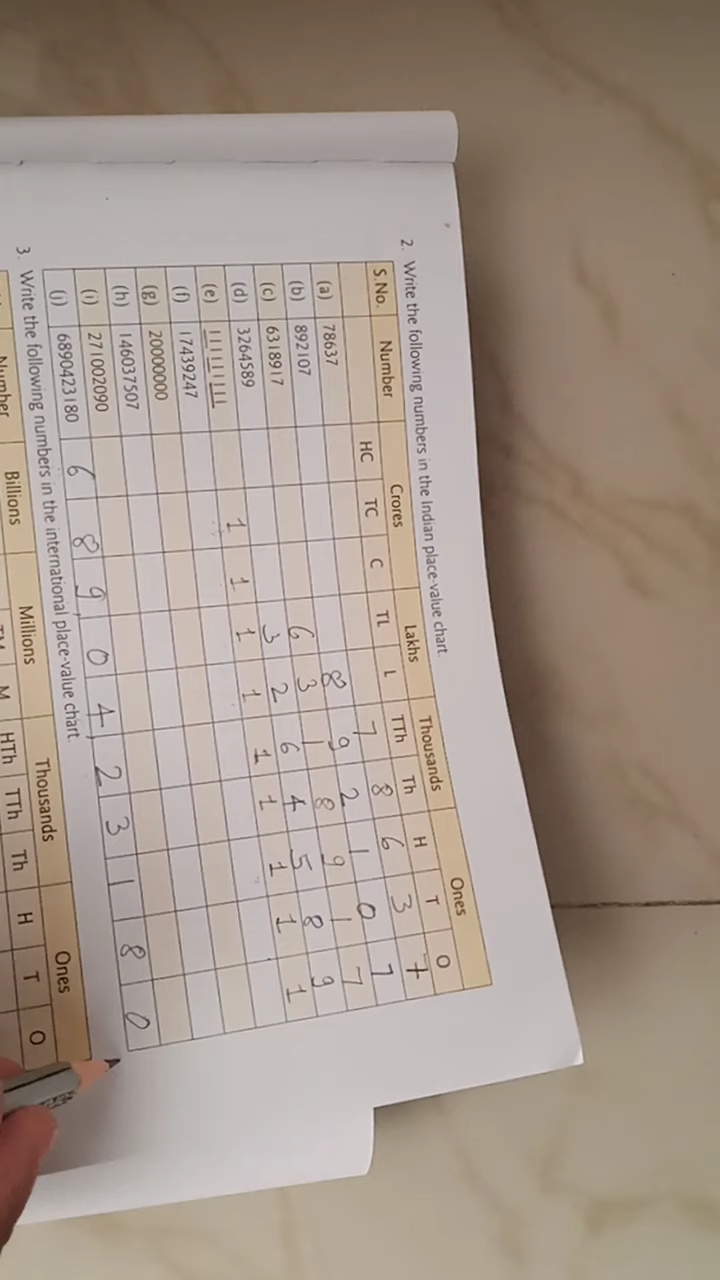 2. Write the following numbers in the Indian place-value chart.
S.No. Number Crores Lakhs Thousands Ones
HC TC C TL L TTh Th H T O
(a) 78637 7 8 6 3 7
(b) 892107 8 9 2 1 0 7
(c) 6318917 6 3 1 8 9 1 7
(d) 3264589 3 2 6 4 5 8 9
(e) 111111111 1 1 1 1 1 1 1 1 1
(f) 17439247
(g) 20000000
(h) 146037507
(i) 271002090
(j) 6890423180 6 8 9 0 4 2 3 1 8 0
3. Write the following numbers in the international place-value chart.
Number Billions Millions Thousands Ones
TM M HTh TTh Th H T O